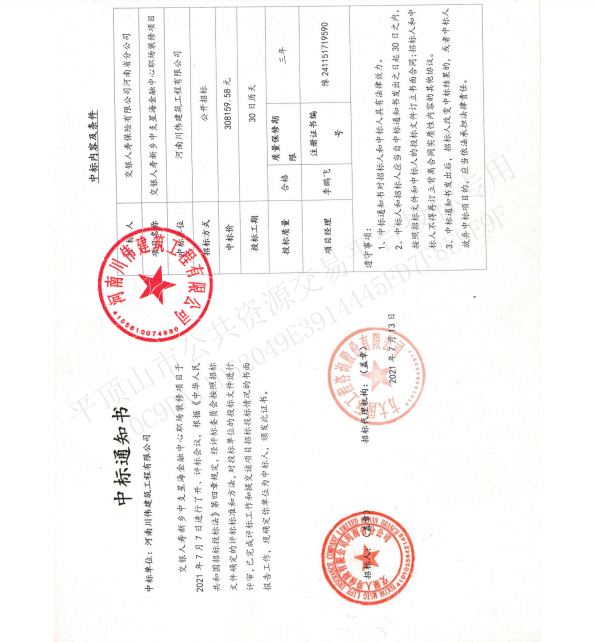 中标通知书
中标单位：河南川伟建筑工程有限公司
交银人寿新乡中支星海金融中心职场装修项目于
2021年7月7日进行了开、评标会议，根据《中华人民
共和国招标投标法》第四章规定，经评标委员会按照招标
文件确定的评标标准和方法，对投标单位的投标文件进行
评审，已完成评标工作和提交该项目招标投标情况的书面
报告工作，现确定你单位为中标人，颁发此证书。
招标人：（盖章）
招标代理机构：（盖章）
2021年7月13日
中标内容及条件
招标人 交银人寿保险有限公司河南省分公司
项目名称 交银人寿新乡中支星海金融中心职场装修项目
中标单位 河南川伟建筑工程有限公司
招标方式 公开招标
中标价 308159.58元
投标工期 30日历天
投标质量 合格 质量保修期限 三年
项目经理 李鹏飞 注册证书编号 豫241151719590
遵守事项：
1、中标通知书对招标人和中标人具有法律效力。
2、中标人和招标人应当自中标通知书发出之日起30日之内，
按照招标文件和中标人的投标文件订立书面合同；招标人和中
标人不得再订立背离合同实质性内容的其他协议。
3、中标通知书发出后，招标人改变中标结果的，或者中标人
放弃中标项目的，应当依法承担法律责任。
河南川伟建筑工程有限公司
4105810074890